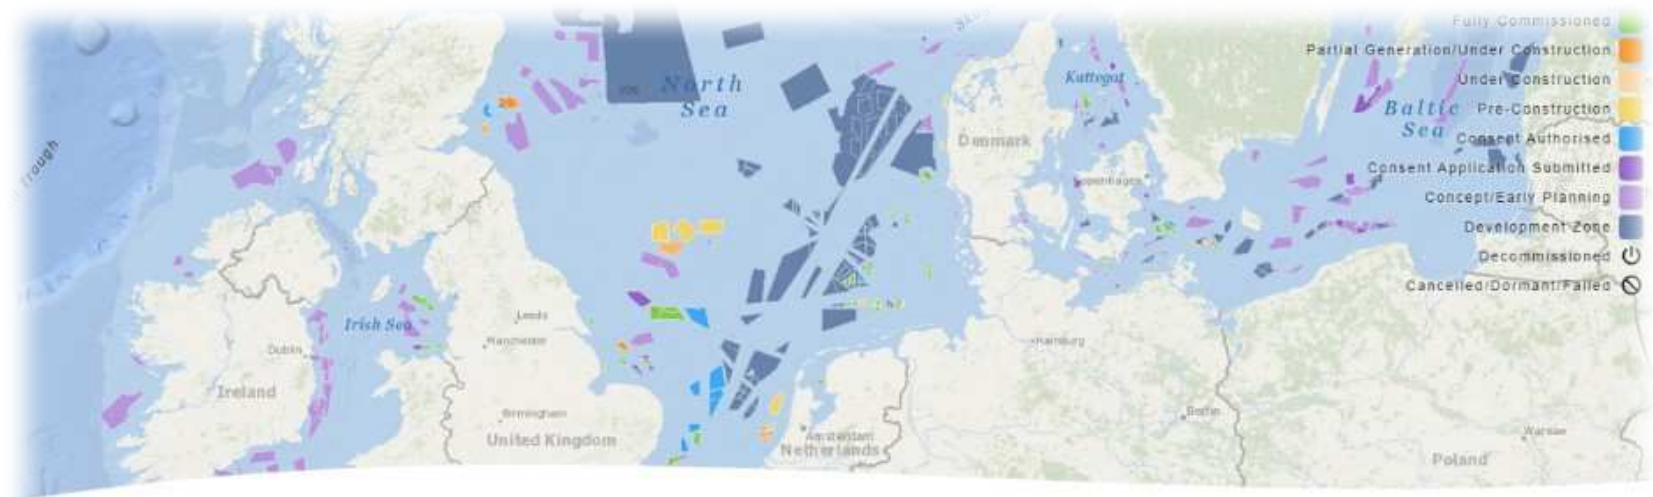 Fully Commissioned
Partial Generation/Under Construction
Under Construction
Pre-Construction
Consent Authorised
Consent Application Submitted
Concept/Early Planning
Development Zone
Decommissioned
Cancelled/Dormant/Failed
North
Sea
Kattegat
Baltic
Sea
Denmark
Copenhagen
Trough
Irish Sea
Leeds
Manchester
Dublin
Ireland
Birmingham
United Kingdom
Hamburg
Amsterdam
Netherlands
Berlin
Warsaw
Poland